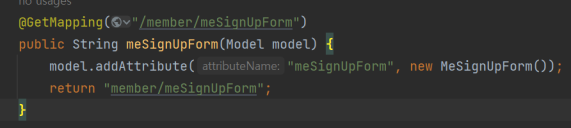 no usages
@GetMapping("/member/meSignUpForm")
public String meSignUpForm(Model model) {
model.addAttribute( attributeName: "meSignUpForm", new MeSignUpForm());
return "member/meSignUpForm";
}